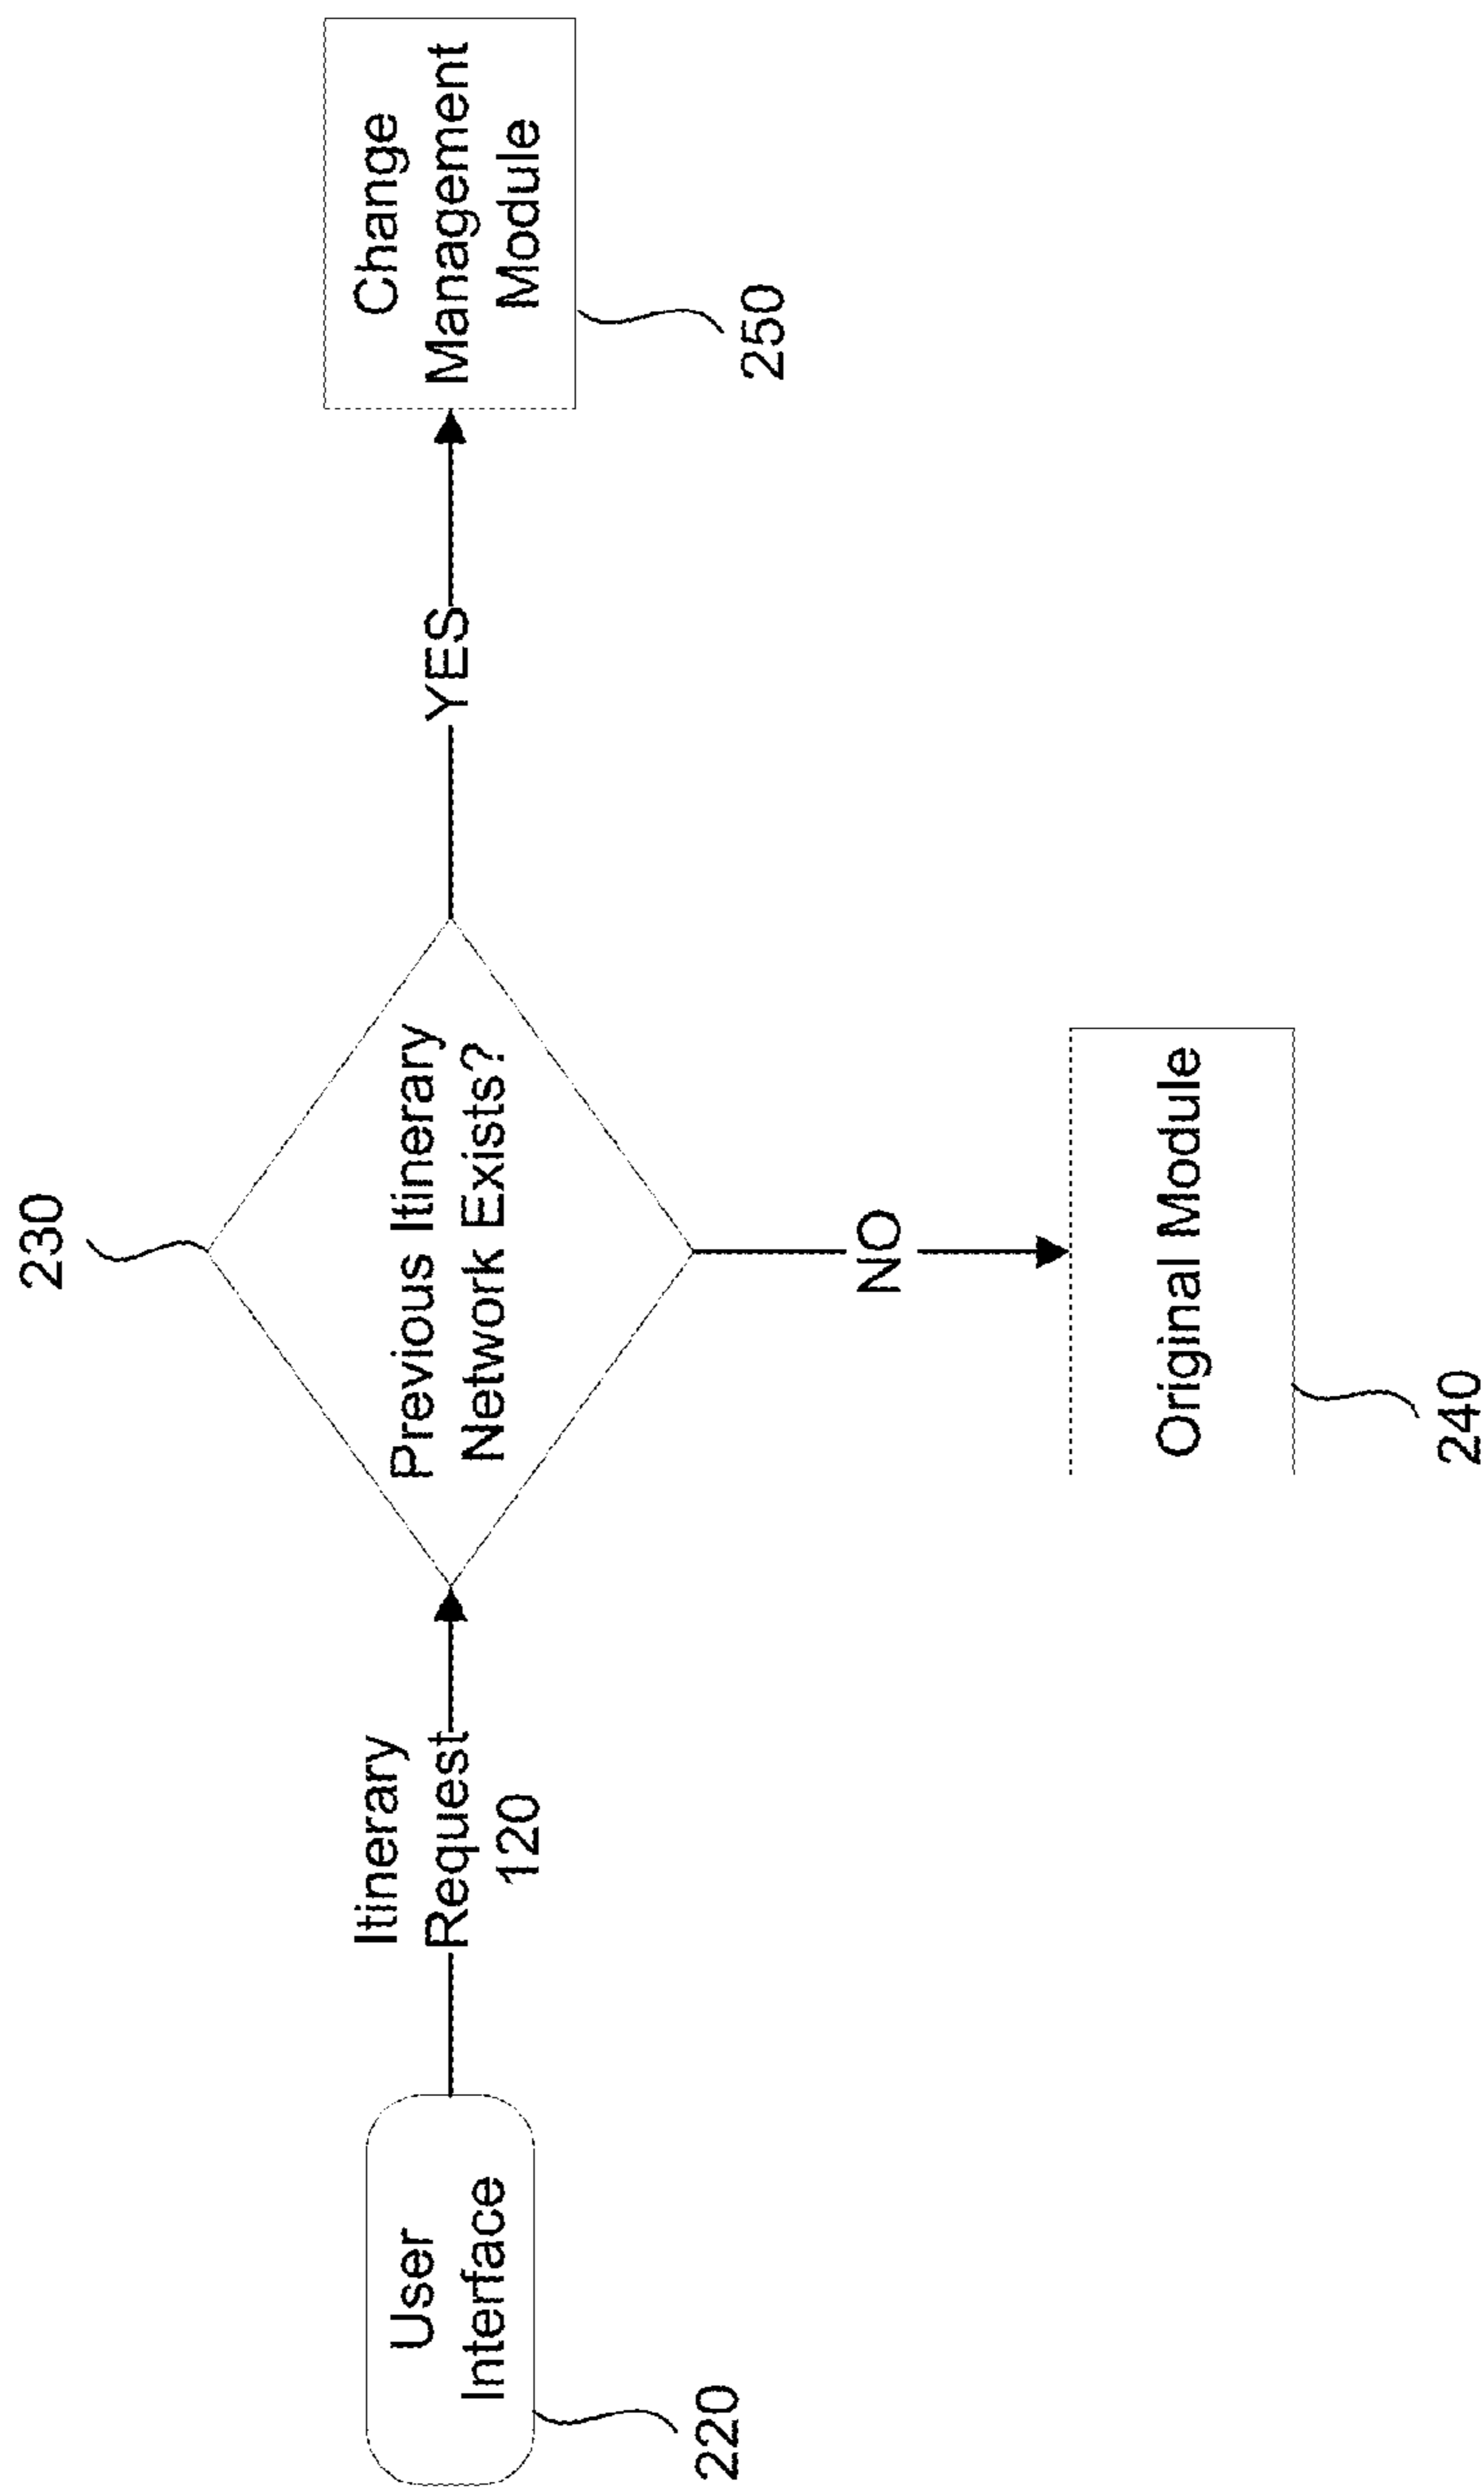 230
User
Interface
220
Itinerary
Request
120
Previous Itinerary
Network Exists?
YES
Change
Management
Module
250
NO
Original Module
240